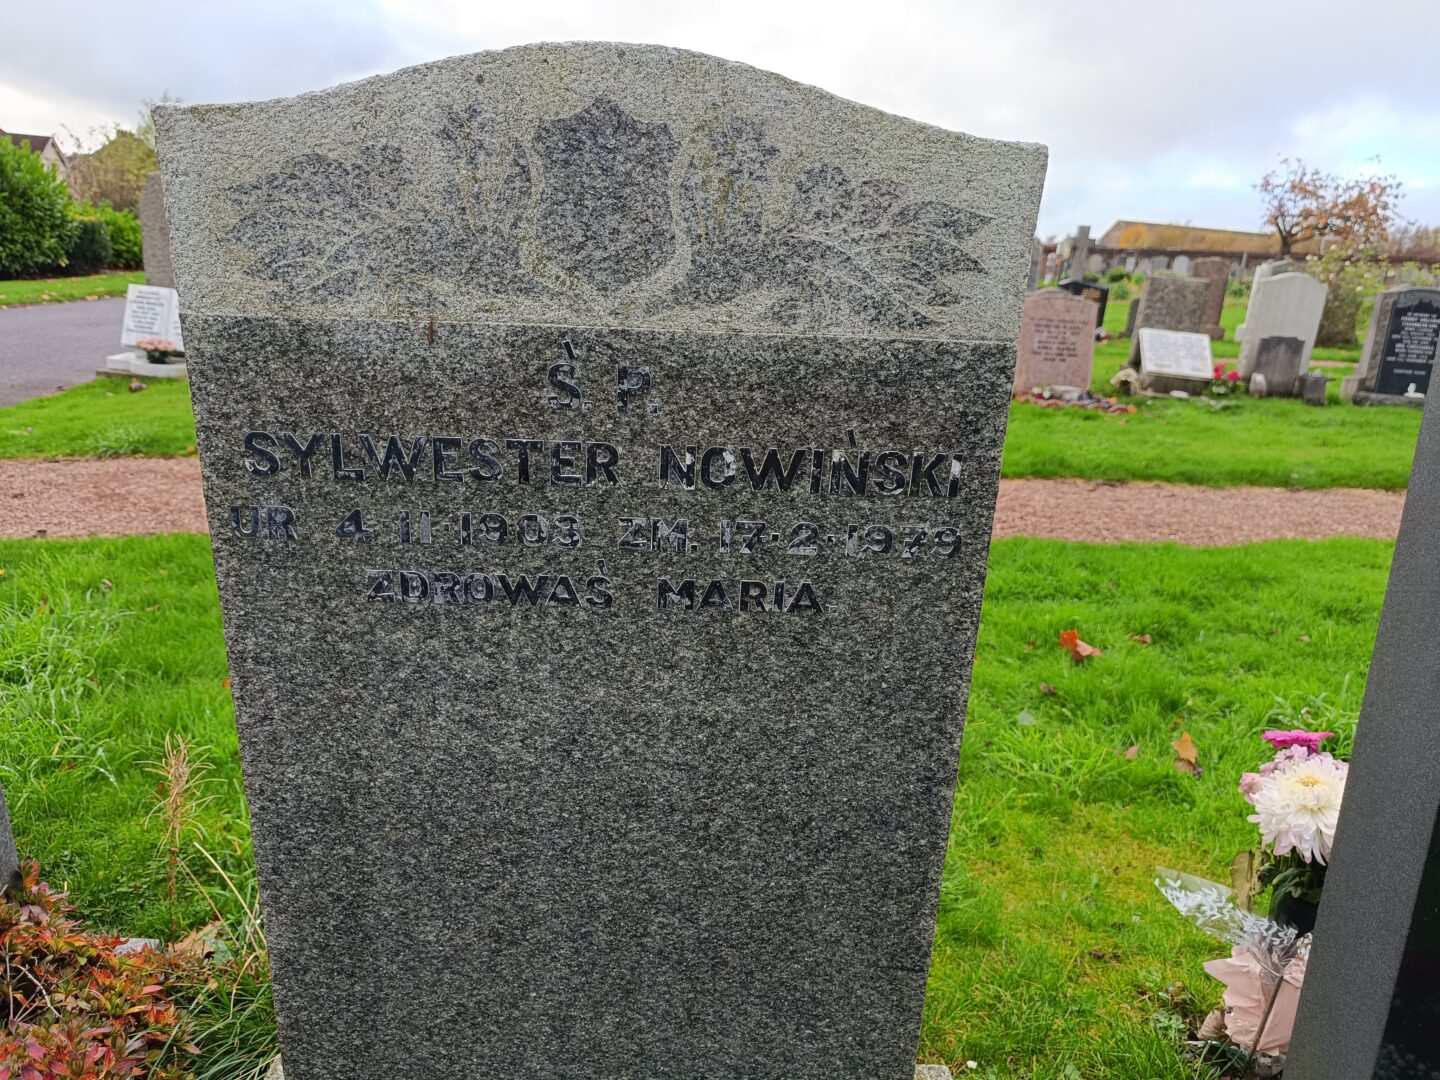 Ś. P.
SYLWESTER NOWIŃSKI
UR 4·11·1903. ZM. 17·2·1979
ZDROWAŚ MARIA.